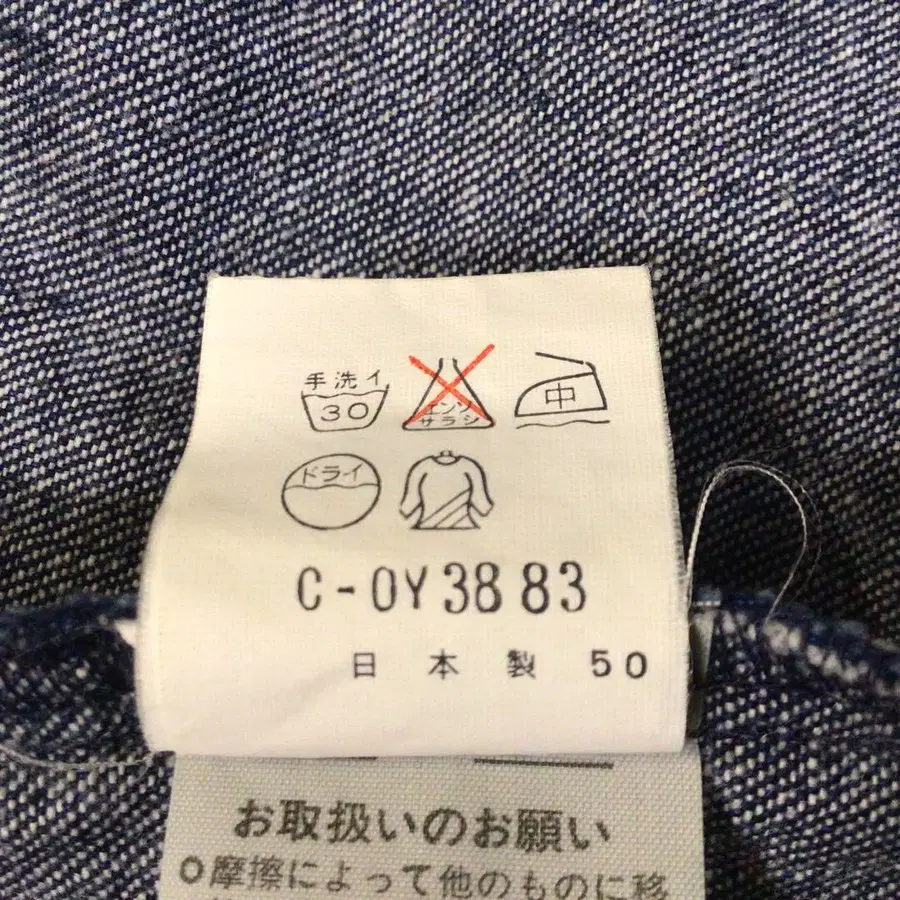 手洗イ
30
エンソ
サラシ
中
ドライ
C-0Y3883
日本製 50
お取扱いのお願い
○摩擦によって他のものに移